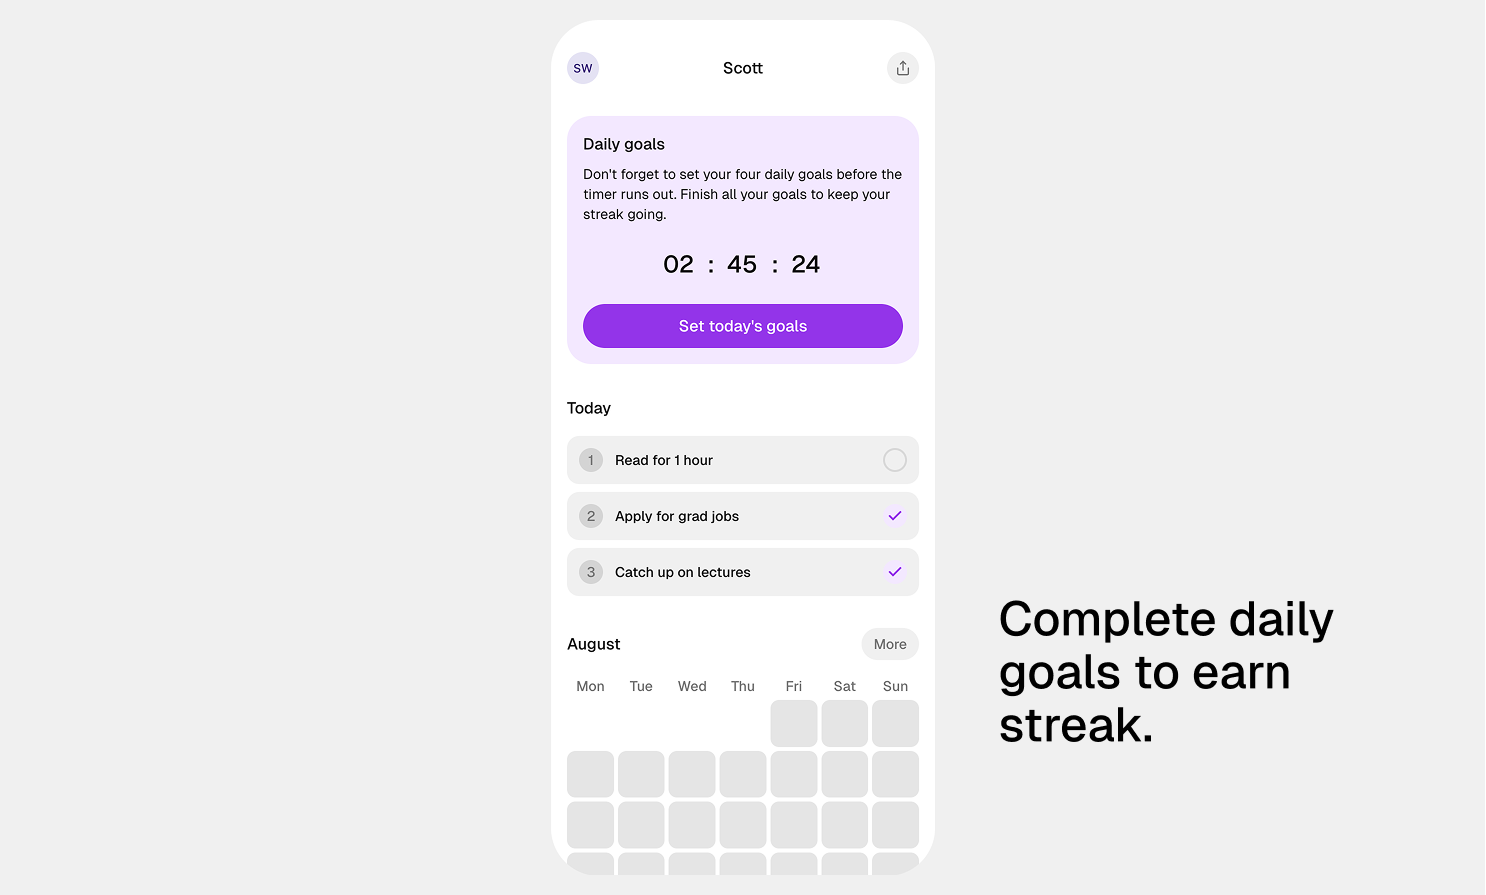 SW
Scott
Daily goals
Don't forget to set your four daily goals before the
timer runs out. Finish all your goals to keep your
streak going.
02 : 45 : 24
Set today's goals
Today
1 Read for 1 hour
2 Apply for grad jobs
3 Catch up on lectures
August More
Mon Tue Wed Thu Fri Sat Sun
Complete daily
goals to earn
streak.